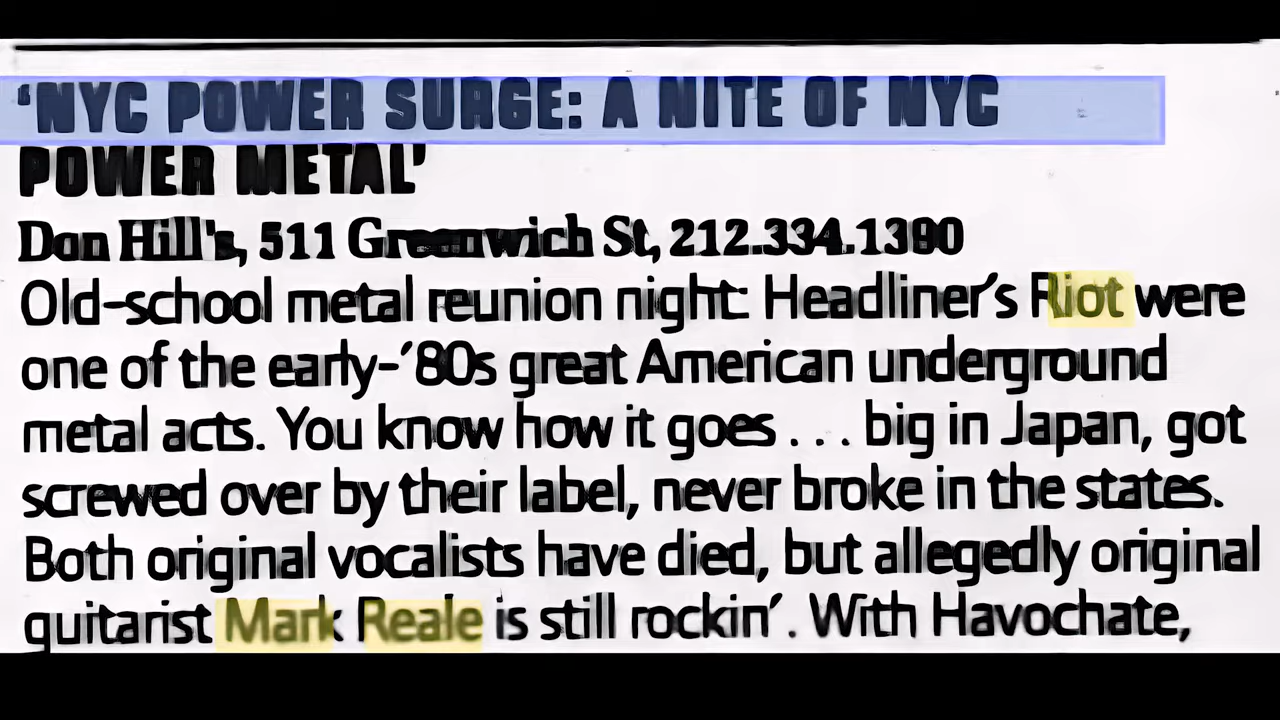 ‘NYC POWER SURGE: A NITE OF NYC
POWER METAL’
Don Hill's, 511 Greenwich St, 212.334.1390
Old-school metal reunion night: Headliner’s Riot were
one of the early-’80s great American underground
metal acts. You know how it goes . . . big in Japan, got
screwed over by their label, never broke in the states.
Both original vocalists have died, but allegedly original
guitarist Mark Reale is still rockin’. With Havochate,